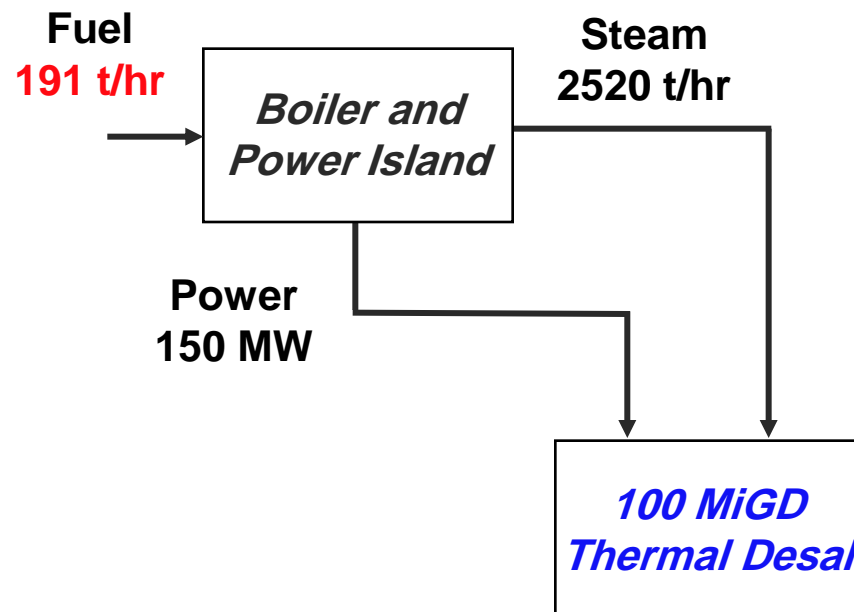 Fuel
191 t/hr
Boiler and
Power Island
Steam
2520 t/hr
Power
150 MW
100 MiGD
Thermal Desal